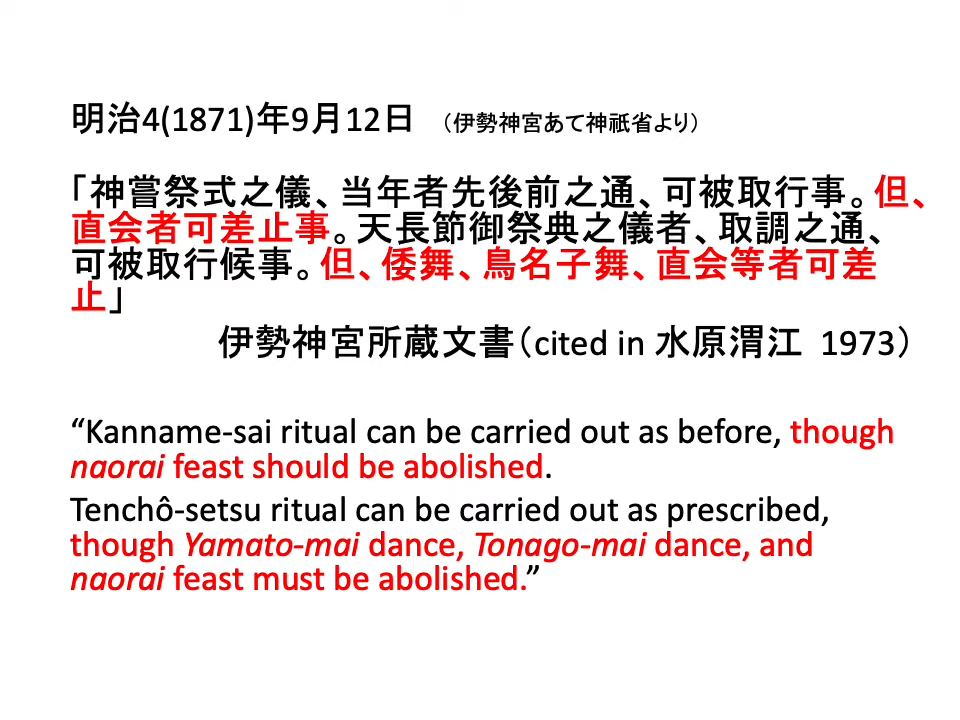 明治4(1871)年9月12日　（伊勢神宮あて神祇省より）
「神嘗祭式之儀、当年者先後前之通、可被取行事。但、
直会者可差止事。天長節御祭典之儀者、取調之通、
可被取行候事。但、倭舞、鳥名子舞、直会等者可差
止」
伊勢神宮所蔵文書（cited in 水原渭江 1973）
“Kanname-sai ritual can be carried out as before, though
naorai feast should be abolished.
Tenchô-setsu ritual can be carried out as prescribed,
though Yamato-mai dance, Tonago-mai dance, and
naorai feast must be abolished.”